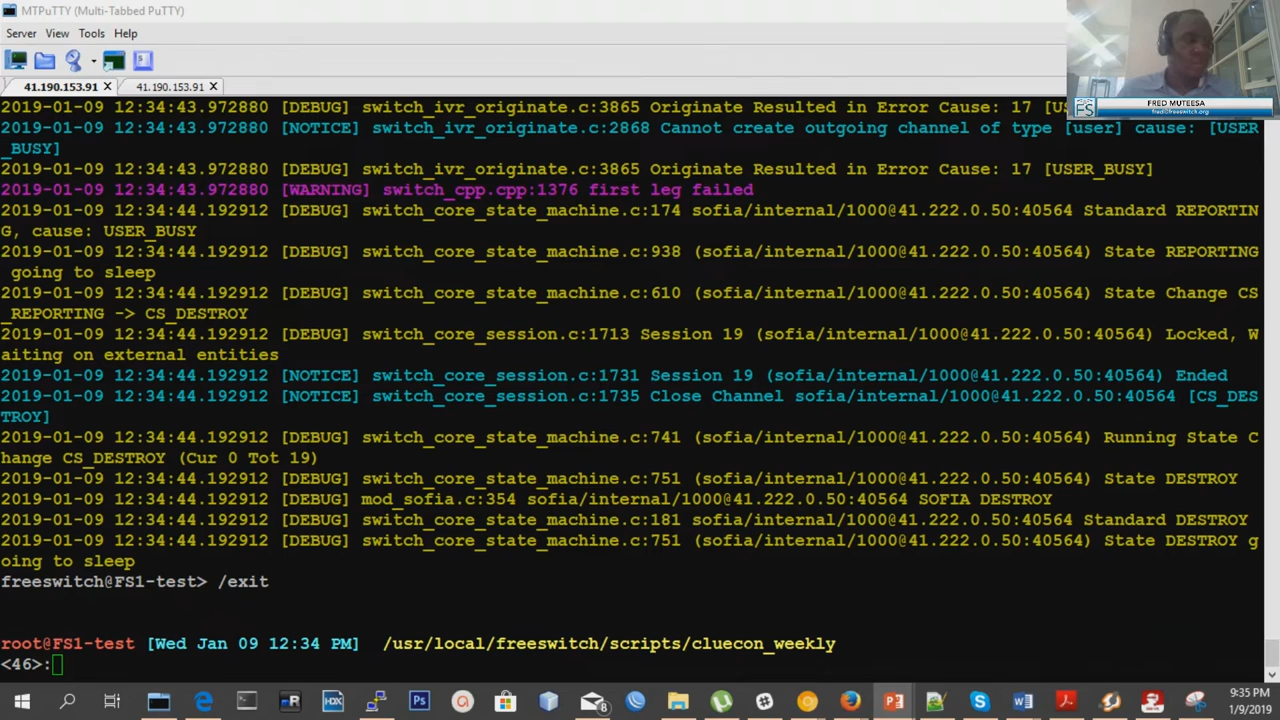 MTPuTTY (Multi-Tabbed PuTTY)
Server View Tools Help
41.190.153.91 41.190.153.91
FRED MUTEESA
fred@freeswitch.org
2019-01-09 12:34:43.972880 [DEBUG] switch_ivr_originate.c:3865 Originate Resulted in Error Cause: 17 [U
2019-01-09 12:34:43.972880 [NOTICE] switch_ivr_originate.c:2868 Cannot create outgoing channel of type [user] cause: [USER
_BUSY]
2019-01-09 12:34:43.972880 [DEBUG] switch_ivr_originate.c:3865 Originate Resulted in Error Cause: 17 [USER_BUSY]
2019-01-09 12:34:43.972880 [WARNING] switch_cpp.cpp:1376 first leg failed
2019-01-09 12:34:44.192912 [DEBUG] switch_core_state_machine.c:174 sofia/internal/1000@41.222.0.50:40564 Standard REPORTIN
G, cause: USER_BUSY
2019-01-09 12:34:44.192912 [DEBUG] switch_core_state_machine.c:938 (sofia/internal/1000@41.222.0.50:40564) State REPORTING
going to sleep
2019-01-09 12:34:44.192912 [DEBUG] switch_core_state_machine.c:610 (sofia/internal/1000@41.222.0.50:40564) State Change CS
_REPORTING -> CS_DESTROY
2019-01-09 12:34:44.192912 [DEBUG] switch_core_session.c:1713 Session 19 (sofia/internal/1000@41.222.0.50:40564) Locked, W
aiting on external entities
2019-01-09 12:34:44.192912 [NOTICE] switch_core_session.c:1731 Session 19 (sofia/internal/1000@41.222.0.50:40564) Ended
2019-01-09 12:34:44.192912 [NOTICE] switch_core_session.c:1735 Close Channel sofia/internal/1000@41.222.0.50:40564 [CS_DES
TROY]
2019-01-09 12:34:44.192912 [DEBUG] switch_core_state_machine.c:741 (sofia/internal/1000@41.222.0.50:40564) Running State C
hange CS_DESTROY (Cur 0 Tot 19)
2019-01-09 12:34:44.192912 [DEBUG] switch_core_state_machine.c:751 (sofia/internal/1000@41.222.0.50:40564) State DESTROY
2019-01-09 12:34:44.192912 [DEBUG] mod_sofia.c:354 sofia/internal/1000@41.222.0.50:40564 SOFIA DESTROY
2019-01-09 12:34:44.192912 [DEBUG] switch_core_state_machine.c:181 sofia/internal/1000@41.222.0.50:40564 Standard DESTROY
2019-01-09 12:34:44.192912 [DEBUG] switch_core_state_machine.c:751 (sofia/internal/1000@41.222.0.50:40564) State DESTROY g
oing to sleep
freeswitch@FS1-test> /exit
root@FS1-test [Wed Jan 09 12:34 PM] /usr/local/freeswitch/scripts/cluecon_weekly
<46>:
9:35 PM
1/9/2019